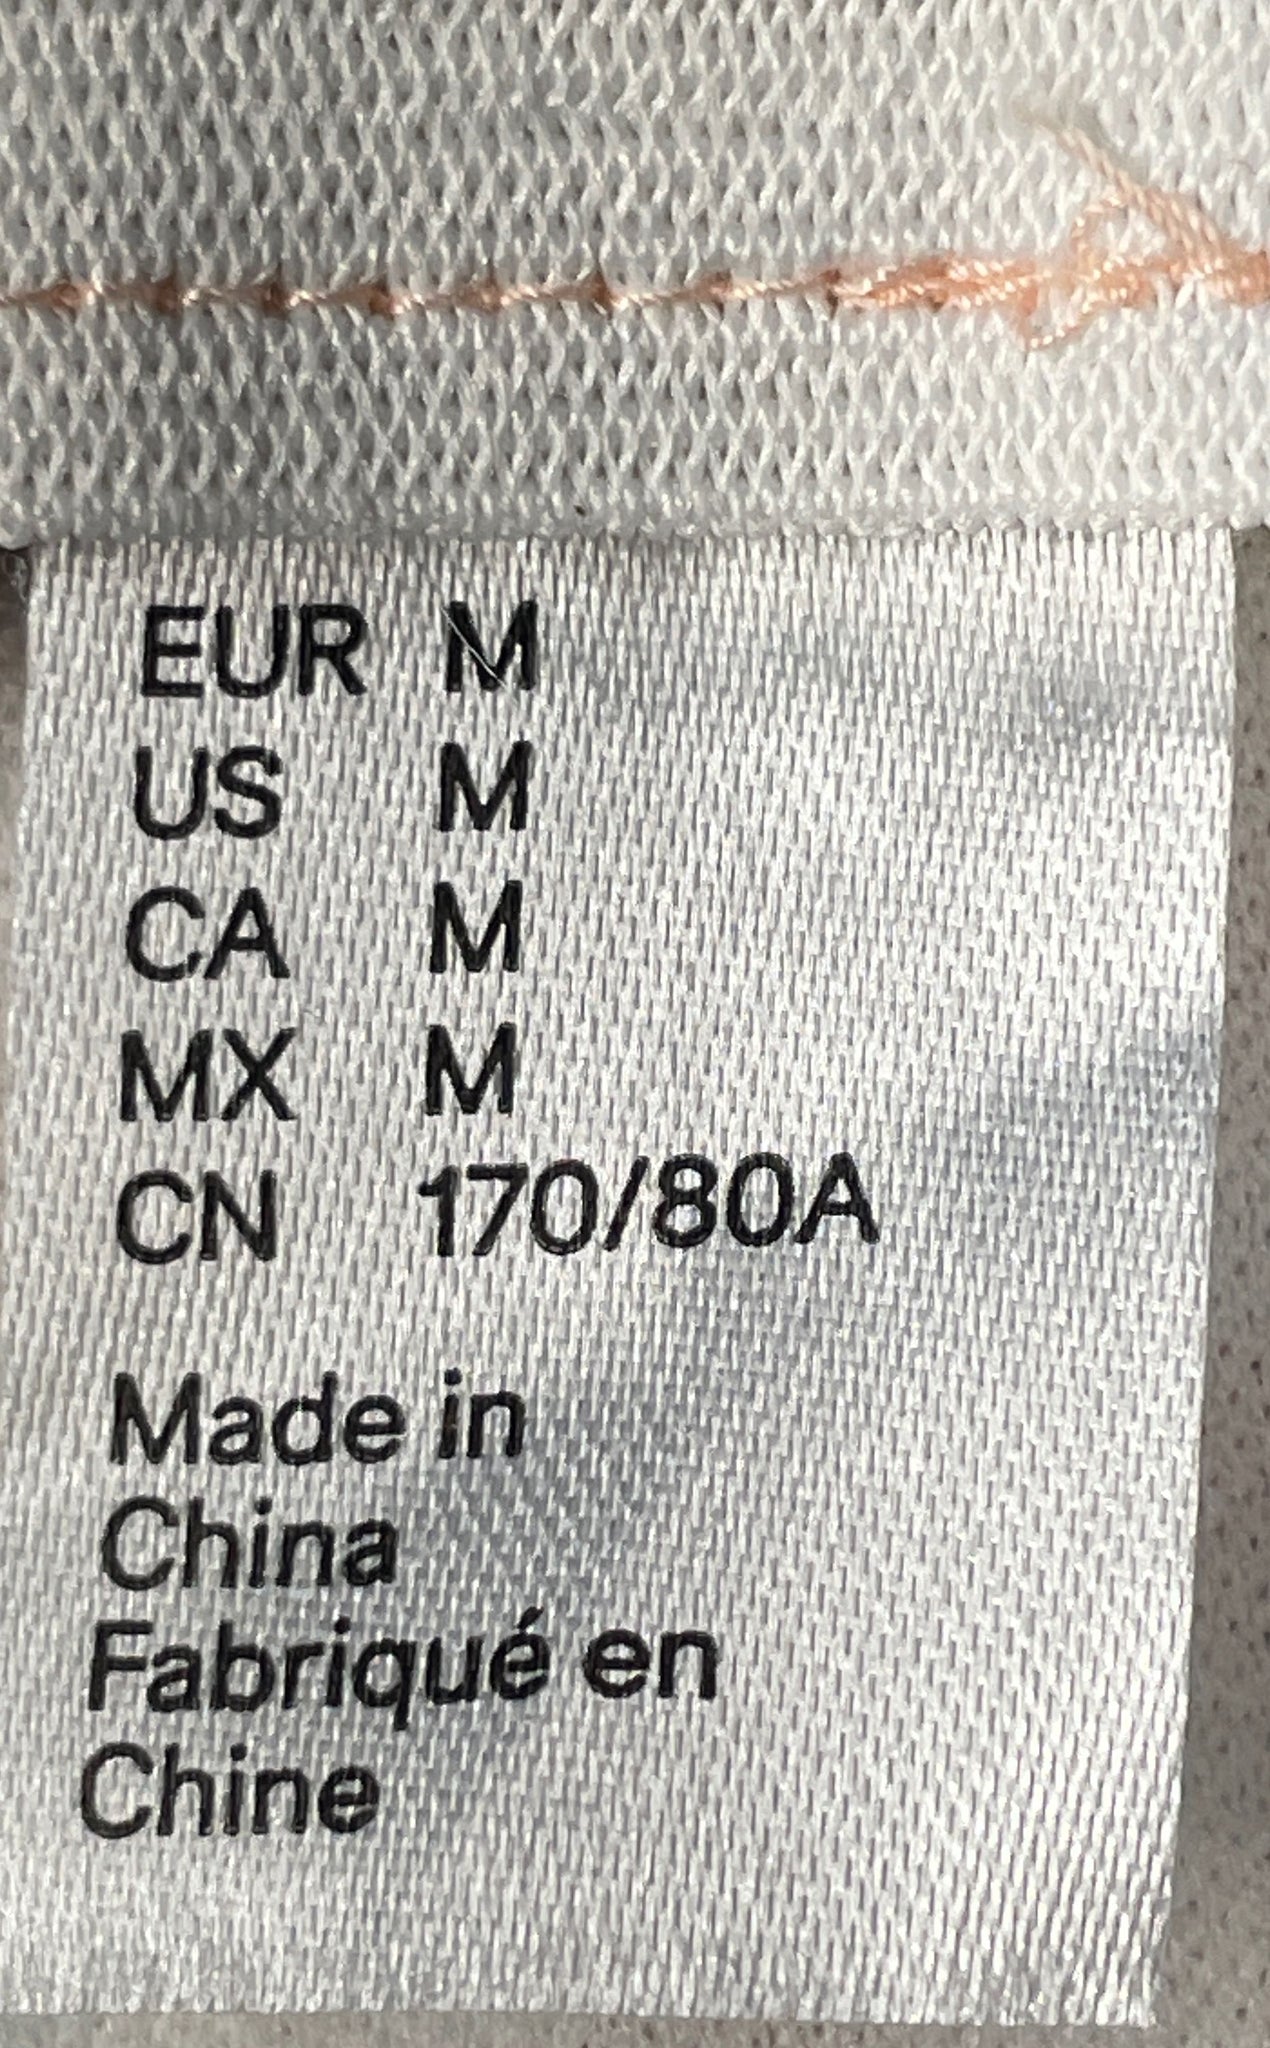 EUR M
US M
CA M
MX M
CN 170/80A
Made in
China
Fabriqué en
Chine